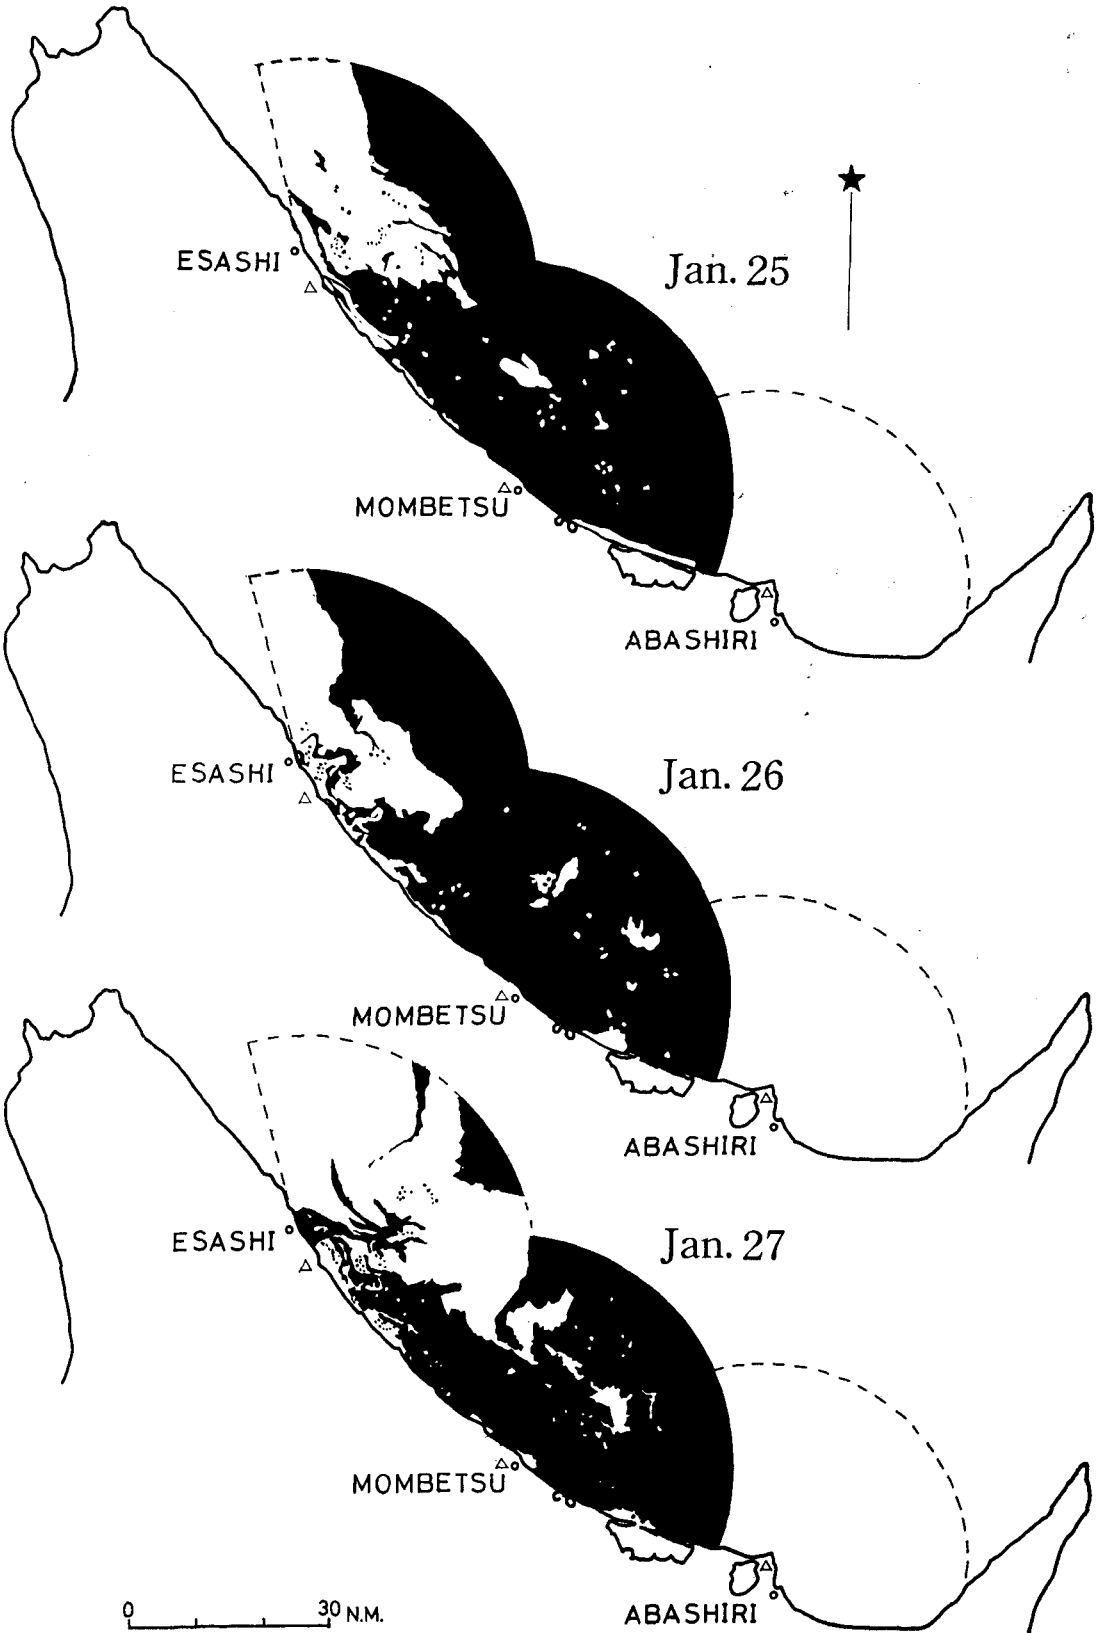 ESASHI
Jan. 25
MOMBETSU
ABASHIRI
ESASHI
Jan. 26
MOMBETSU
ABASHIRI
ESASHI
Jan. 27
MOMBETSU
ABASHIRI
0 30 N.M.